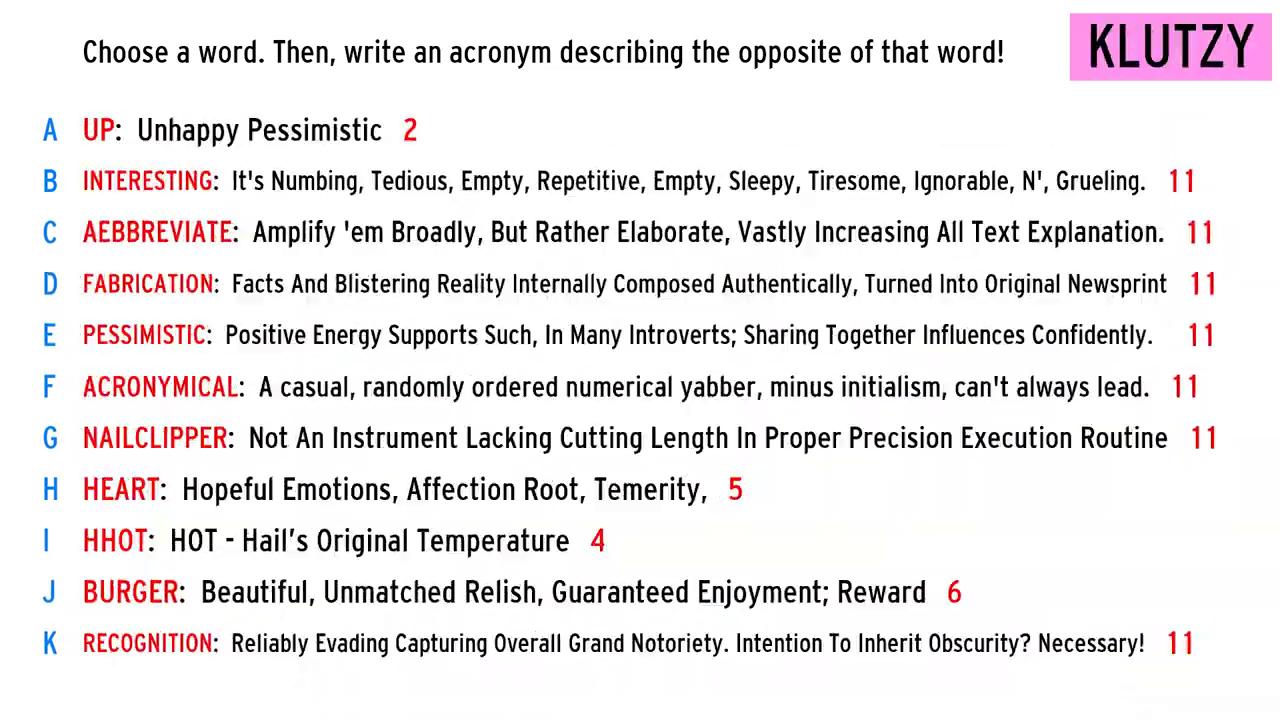 Choose a word. Then, write an acronym describing the opposite of that word!
KLUTZY
A UP: Unhappy Pessimistic 2
B INTERESTING: It's Numbing, Tedious, Empty, Repetitive, Empty, Sleepy, Tiresome, Ignorable, N', Grueling. 11
C AEBBREVIATE: Amplify 'em Broadly, But Rather Elaborate, Vastly Increasing All Text Explanation. 11
D FABRICATION: Facts And Blistering Reality Internally Composed Authentically, Turned Into Original Newsprint 11
E PESSIMISTIC: Positive Energy Supports Such, In Many Introverts; Sharing Together Influences Confidently. 11
F ACRONYMICAL: A casual, randomly ordered numerical yabber, minus initialism, can't always lead. 11
G NAILCLIPPER: Not An Instrument Lacking Cutting Length In Proper Precision Execution Routine 11
H HEART: Hopeful Emotions, Affection Root, Temerity, 5
I HHOT: HOT - Hail’s Original Temperature 4
J BURGER: Beautiful, Unmatched Relish, Guaranteed Enjoyment; Reward 6
K RECOGNITION: Reliably Evading Capturing Overall Grand Notoriety. Intention To Inherit Obscurity? Necessary! 11